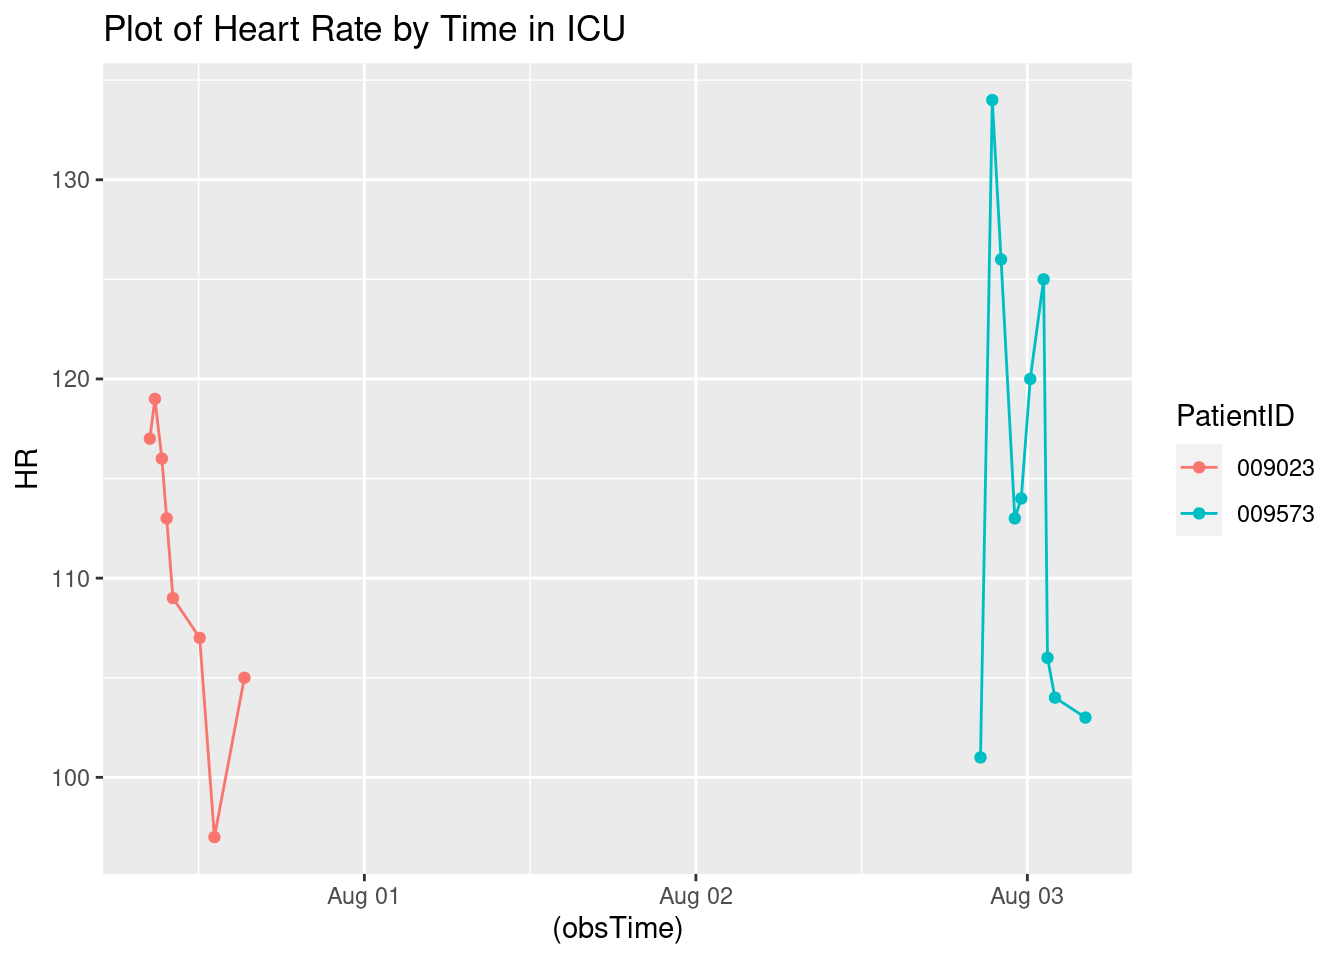 Plot of Heart Rate by Time in ICU
HR
130
120
110
100
Aug 01
Aug 02
Aug 03
(obsTime)
PatientID
009023
009573